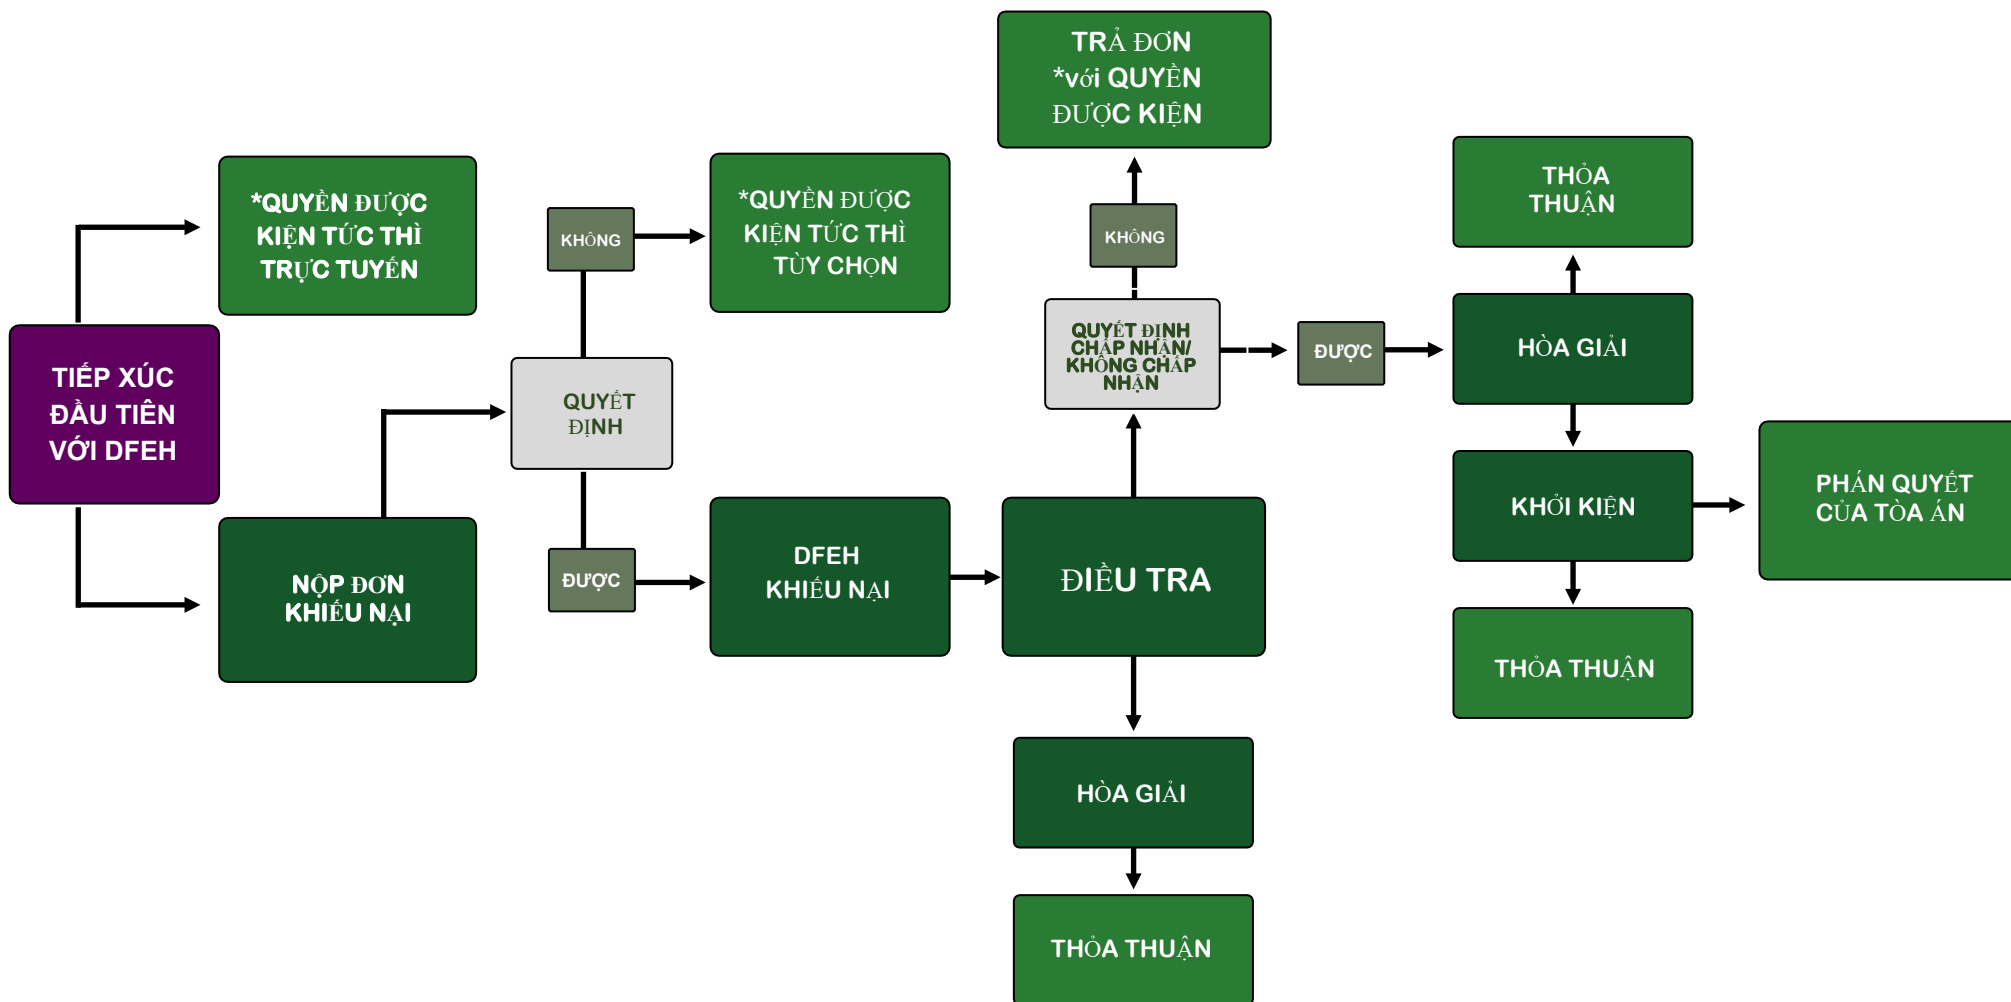 TIẾP XÚC
ĐẦU TIÊN
VỚI DFEH
*QUYỀN ĐƯỢC
KIỆN TỨC THÌ
TRỰC TUYẾN
NỘP ĐƠN
KHIẾU NẠI
QUYẾT
ĐỊNH
KHÔNG
*QUYỀN ĐƯỢC
KIỆN TỨC THÌ
TÙY CHỌN
ĐƯỢC
DFEH
KHIẾU NẠI
ĐIỀU TRA
QUYẾT ĐỊNH
CHẤP NHẬN/
KHÔNG CHẤP
NHẬN
KHÔNG
TRẢ ĐƠN
*với QUYỀN
ĐƯỢC KIỆN
ĐƯỢC
HÒA GIẢI
THỎA
THUẬN
KHỞI KIỆN
PHÁN QUYẾT
CỦA TÒA ÁN
THỎA THUẬN
HÒA GIẢI
THỎA THUẬN